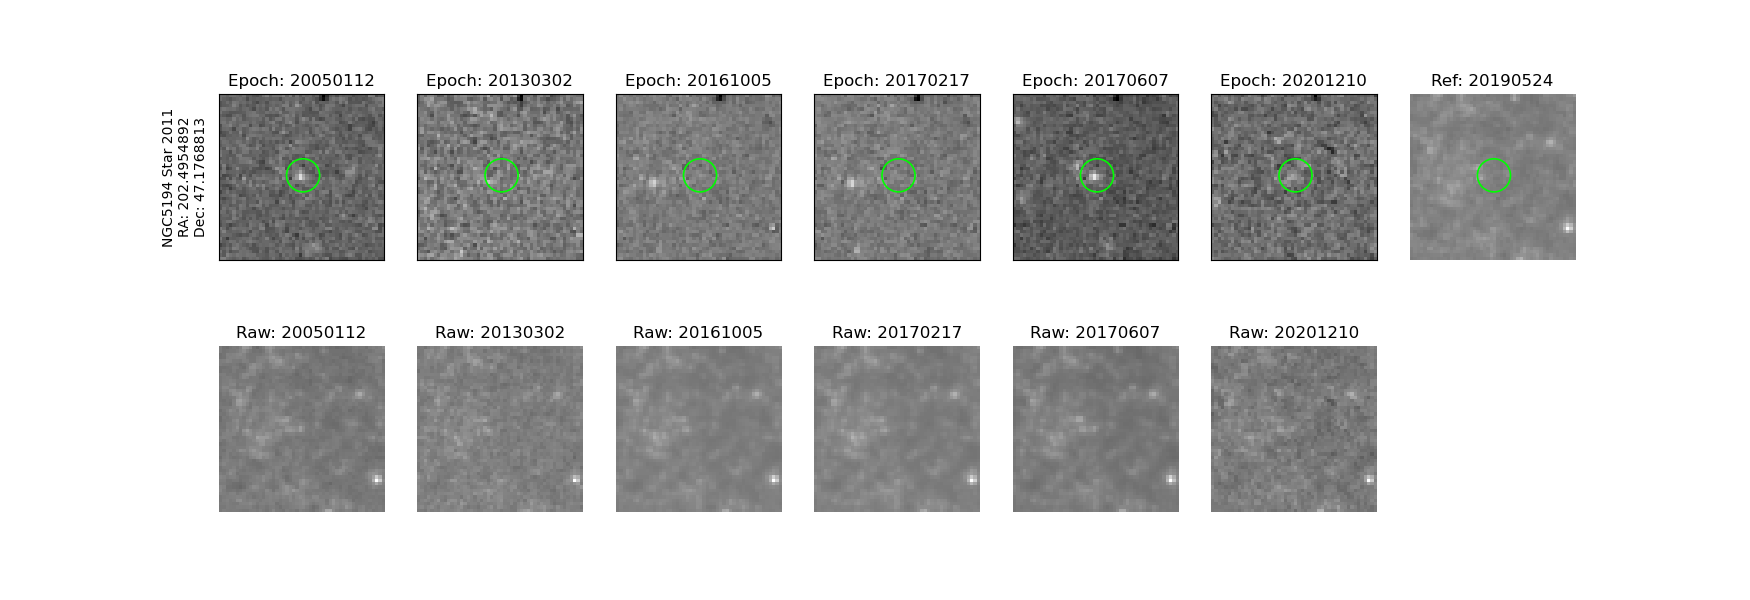 NGC5194 Star 2011
RA: 202.4954892
Dec: 47.1768813
Epoch: 20050112
Epoch: 20130302
Epoch: 20161005
Epoch: 20170217
Epoch: 20170607
Epoch: 20201210
Ref: 20190524
Raw: 20050112
Raw: 20130302
Raw: 20161005
Raw: 20170217
Raw: 20170607
Raw: 20201210